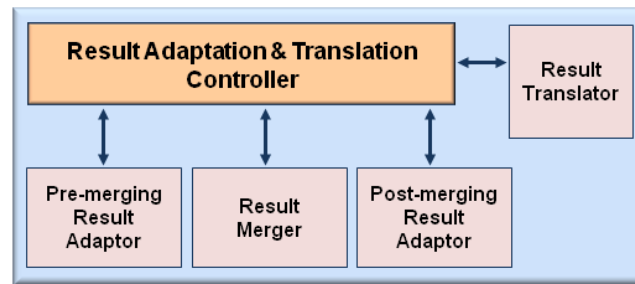 Result Adaptation & Translation
Controller
Result
Translator
Pre-merging
Result
Adaptor
Result
Merger
Post-merging
Result
Adaptor